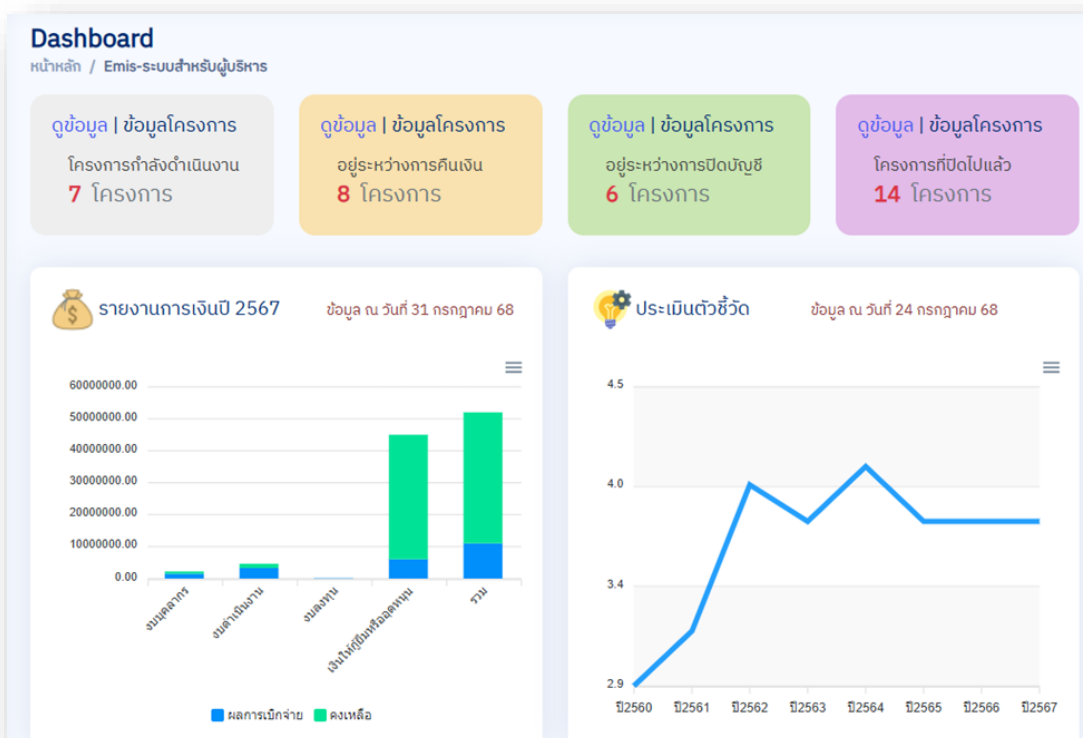 Dashboard
หน้าหลัก / Emis-ระบบสำหรับผู้บริหาร
ดูข้อมูล | ข้อมูลโครงการ
โครงการกำลังดำเนินงาน
7 โครงการ
ดูข้อมูล | ข้อมูลโครงการ
อยู่ระหว่างการคืนเงิน
8 โครงการ
ดูข้อมูล | ข้อมูลโครงการ
อยู่ระหว่างการปิดบัญชี
6 โครงการ
ดูข้อมูล | ข้อมูลโครงการ
โครงการที่ปิดไปแล้ว
14 โครงการ
รายงานการเงินปี 2567 ข้อมูล ณ วันที่ 31 กรกฎาคม 68
60000000.00
50000000.00
40000000.00
30000000.00
20000000.00
10000000.00
0.00
งบบุคลากร
งบดำเนินงาน
งบลงทุน
เงินให้กู้ยืมหรืออุดหนุน
รวม
ผลการเบิกจ่าย คงเหลือ
ประเมินตัวชี้วัด ข้อมูล ณ วันที่ 24 กรกฎาคม 68
4.5
4.0
3.4
2.9
ปี2560 ปี2561 ปี2562 ปี2563 ปี2564 ปี2565 ปี2566 ปี2567